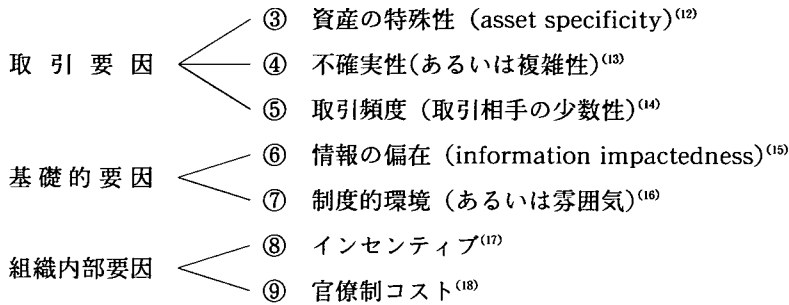 ③ 資産の特殊性 (asset specificity)⁽¹²⁾
取引要因 ④ 不確実性(あるいは複雑性)⁽¹³⁾
⑤ 取引頻度 (取引相手の少数性)⁽¹⁴⁾
⑥ 情報の偏在 (information impactedness)⁽¹⁵⁾
基礎的要因
⑦ 制度的環境 (あるいは雰囲気)⁽¹⁶⁾
⑧ インセンティブ⁽¹⁷⁾
組織内部要因
⑨ 官僚制コスト⁽¹⁸⁾